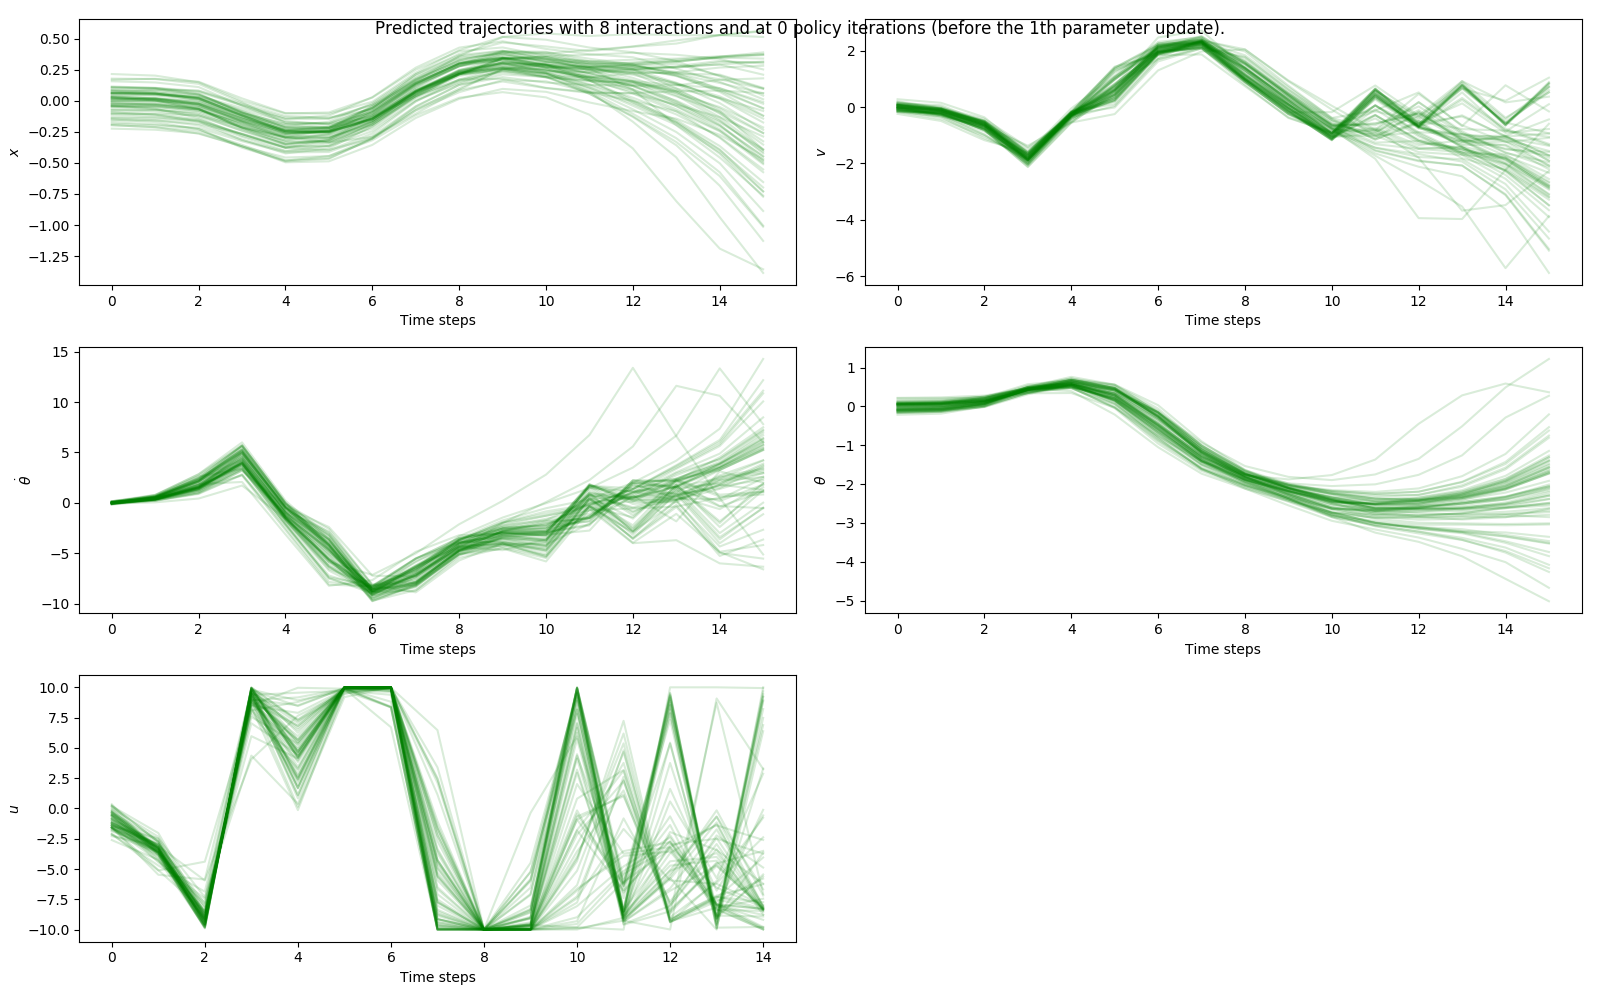 Predicted trajectories with 8 interactions and at 0 policy iterations (before the 1th parameter update).
0.50
0.25
0.00
−0.25
−0.50
−0.75
−1.00
−1.25
x
0 2 4 6 8 10 12 14
Time steps
2
0
−2
−4
−6
v
0 2 4 6 8 10 12 14
Time steps
15
10
5
0
−5
−10
θ̇
0 2 4 6 8 10 12 14
Time steps
1
0
−1
−2
−3
−4
−5
θ
0 2 4 6 8 10 12 14
Time steps
10.0
7.5
5.0
2.5
0.0
−2.5
−5.0
−7.5
−10.0
u
0 2 4 6 8 10 12 14
Time steps